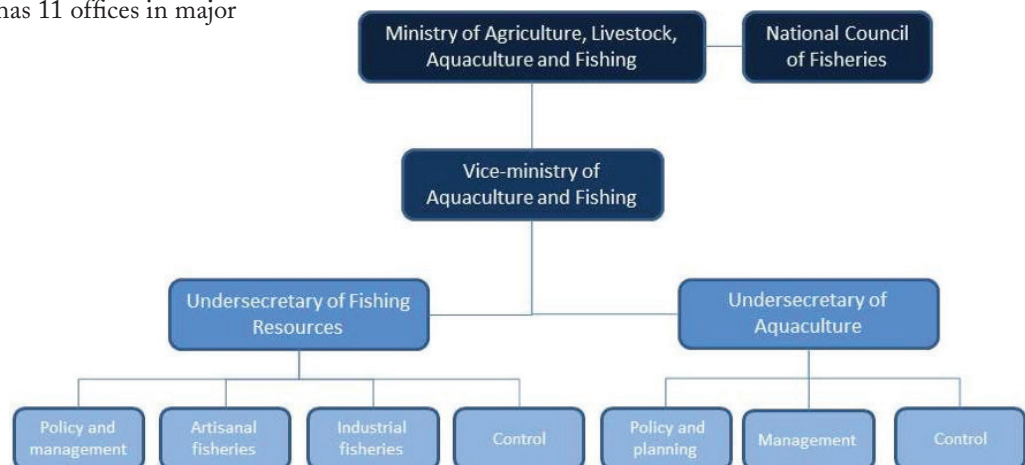 has 11 offices in major
Ministry of Agriculture, Livestock,
Aquaculture and Fishing
National Council
of Fisheries
Vice-ministry of
Aquaculture and Fishing
Undersecretary of Fishing
Resources
Undersecretary of
Aquaculture
Policy and
management
Artisanal
fisheries
Industrial
fisheries
Control
Policy and
planning
Management
Control